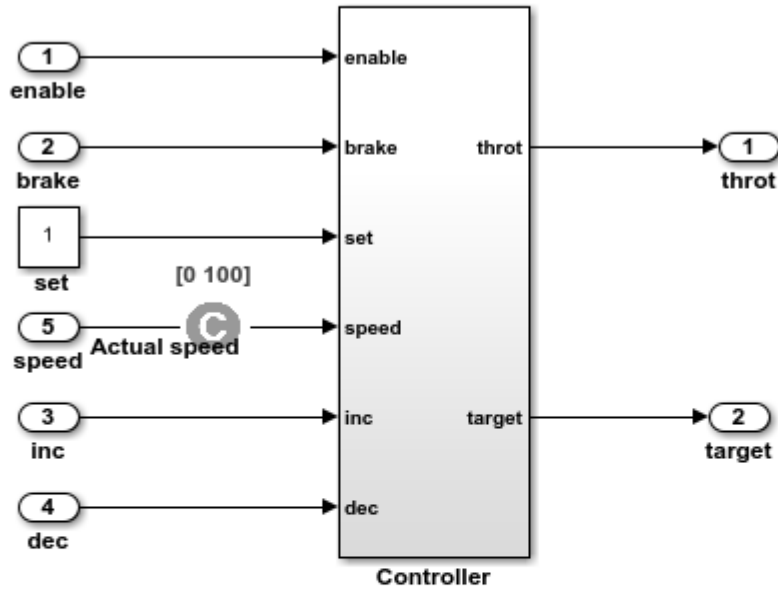 1
enable
enable
2
brake
brake
throt
1
throt
1
set
set
[0 100]
5
speed
C
Actual speed
speed
3
inc
inc
target
2
target
4
dec
dec
Controller